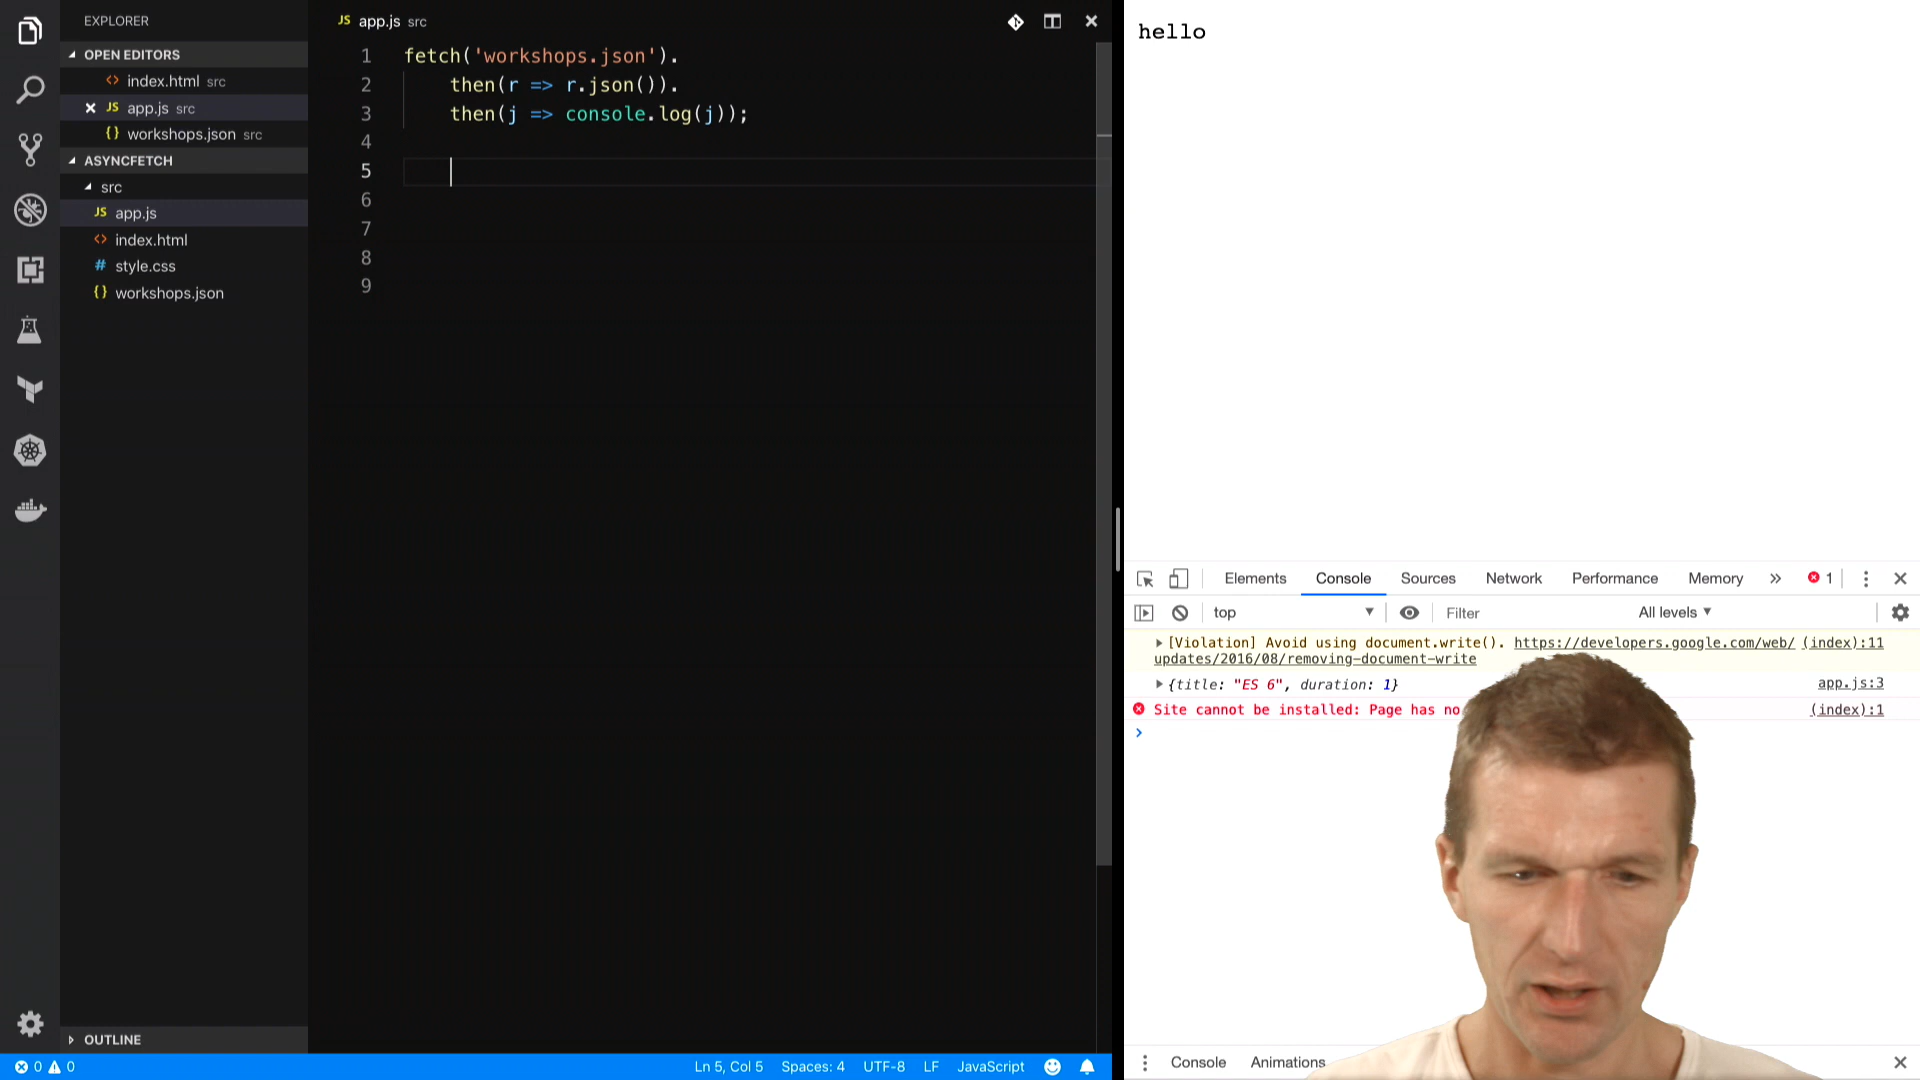 EXPLORER
OPEN EDITORS
index.html src
JS app.js src
{} workshops.json src
ASYNCFETCH
src
JS app.js
index.html
# style.css
{} workshops.json
OUTLINE
JS app.js src
1 fetch('workshops.json').
2 then(r => r.json()).
3 then(j => console.log(j));
4
5
6
7
8
9
0 0
Ln 5, Col 5 Spaces: 4 UTF-8 LF JavaScript
hello
Elements Console Sources Network Performance Memory » 1
top Filter All levels
[Violation] Avoid using document.write(). https://developers.google.com/web/ (index):11
updates/2016/08/removing-document-write
{title: "ES 6", duration: 1} app.js:3
Site cannot be installed: Page has no (index):1
Console Animations